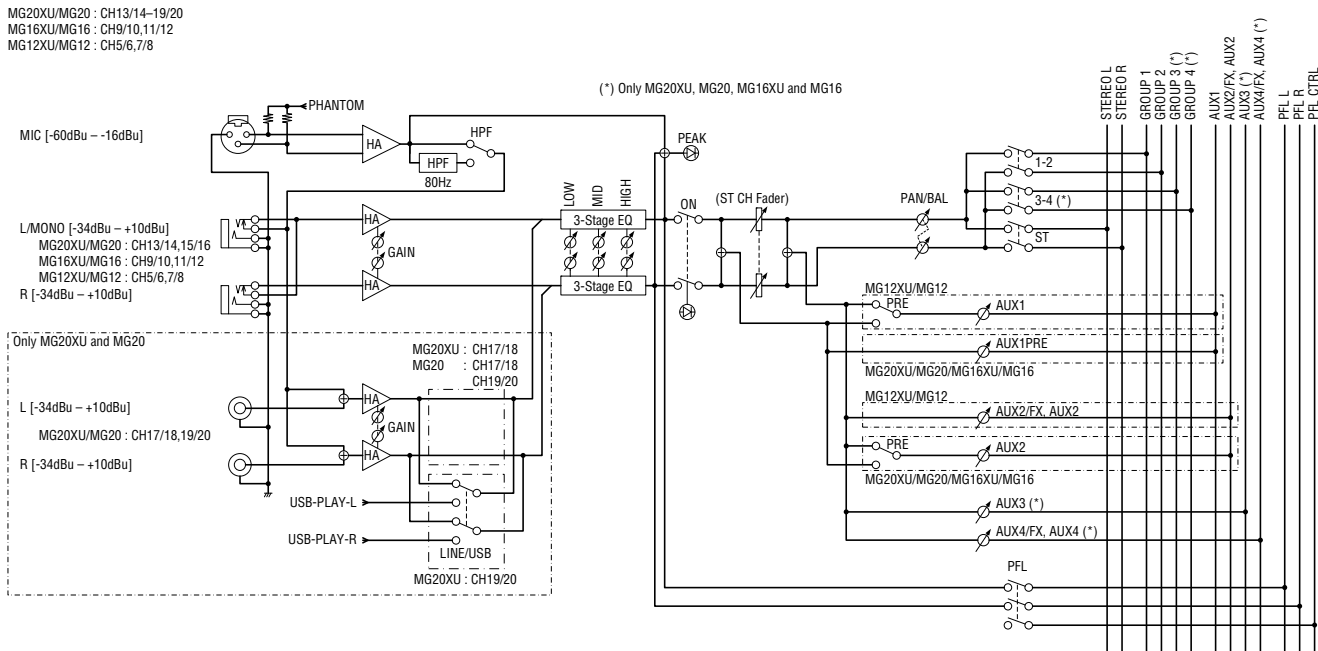 MG20XU/MG20 : CH13/14–19/20
MG16XU/MG16 : CH9/10,11/12
MG12XU/MG12 : CH5/6,7/8
(*) Only MG20XU, MG20, MG16XU and MG16
STEREO L
STEREO R
GROUP 1
GROUP 2
GROUP 3 (*)
GROUP 4 (*)
AUX1
AUX2/FX, AUX2
AUX3 (*)
AUX4/FX, AUX4 (*)
PFL L
PFL R
PFL CTRL
PHANTOM
MIC [-60dBu – -16dBu]
HA
HPF
HPF
80Hz
PEAK
LOW
MID
HIGH
ON
(ST CH Fader)
PAN/BAL
1-2
3-4 (*)
ST
L/MONO [-34dBu – +10dBu]
MG20XU/MG20 : CH13/14,15/16
MG16XU/MG16 : CH9/10,11/12
MG12XU/MG12 : CH5/6,7/8
R [-34dBu – +10dBu]
HA
GAIN
HA
3-Stage EQ
3-Stage EQ
MG12XU/MG12
PRE
AUX1
AUX1PRE
MG20XU/MG20/MG16XU/MG16
MG12XU/MG12
AUX2/FX, AUX2
PRE
AUX2
MG20XU/MG20/MG16XU/MG16
AUX3 (*)
AUX4/FX, AUX4 (*)
PFL
Only MG20XU and MG20
MG20XU : CH17/18
MG20 : CH17/18
CH19/20
L [-34dBu – +10dBu]
MG20XU/MG20 : CH17/18,19/20
R [-34dBu – +10dBu]
HA
GAIN
HA
USB-PLAY-L
USB-PLAY-R
LINE/USB
MG20XU : CH19/20